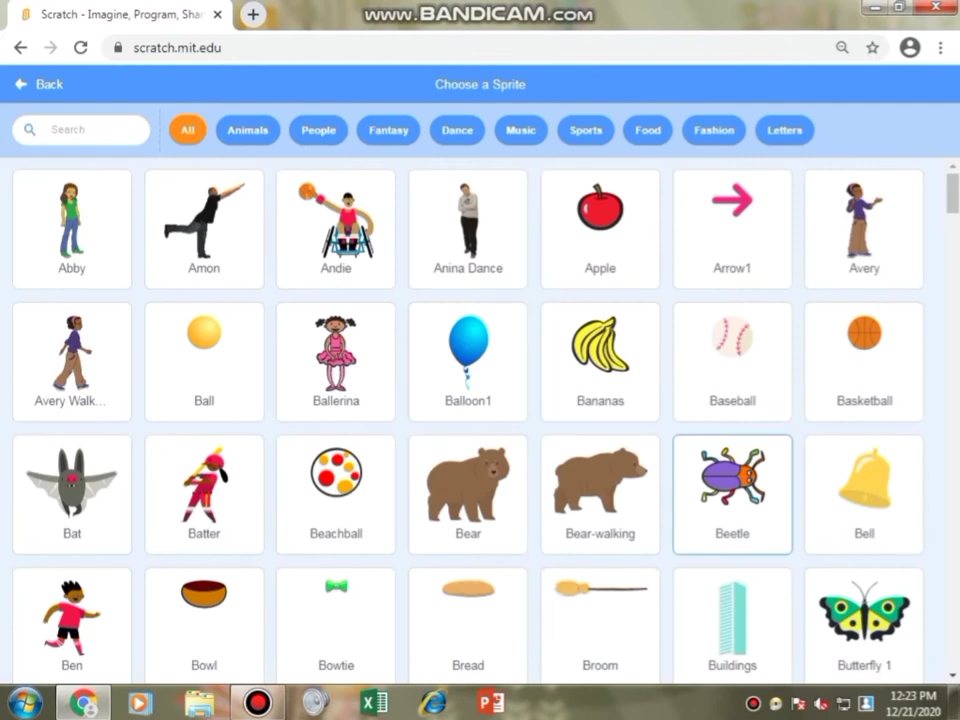 Scratch - Imagine, Program, Shar
www.BANDICAM.com
scratch.mit.edu
Back
Choose a Sprite
Search
All
Animals
People
Fantasy
Dance
Music
Sports
Food
Fashion
Letters
Abby
Amon
Andie
Anina Dance
Apple
Arrow1
Avery
Avery Walk...
Ball
Ballerina
Balloon1
Bananas
Baseball
Basketball
Bat
Batter
Beachball
Bear
Bear-walking
Beetle
Bell
Ben
Bowl
Bowtie
Bread
Broom
Buildings
Butterfly 1
12:23 PM
12/21/2020